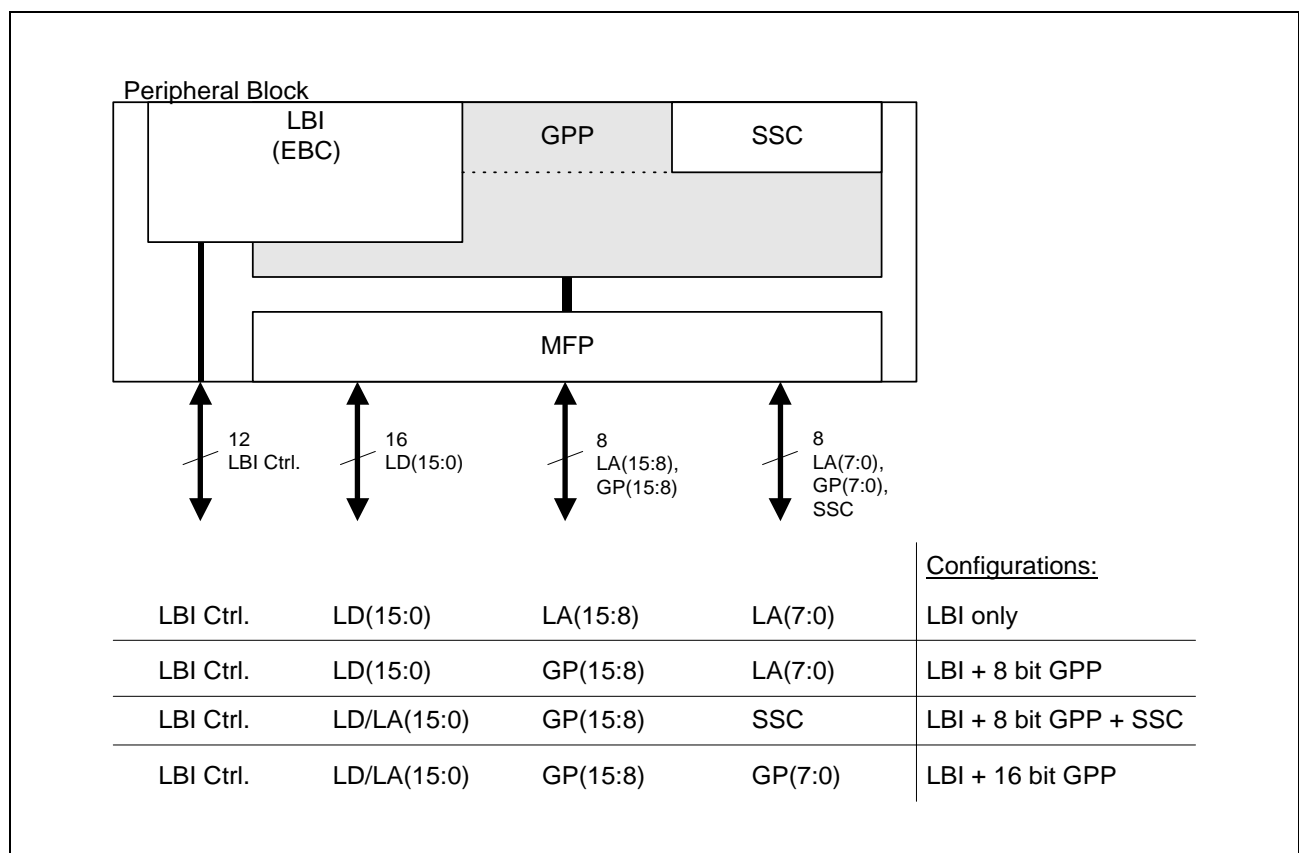 Peripheral Block
LBI
(EBC)
GPP
SSC
MFP
12
LBI Ctrl.
16
LD(15:0)
8
LA(15:8),
GP(15:8)
8
LA(7:0),
GP(7:0),
SSC
Configurations:
LBI Ctrl. LD(15:0) LA(15:8) LA(7:0) LBI only
LBI Ctrl. LD(15:0) GP(15:8) LA(7:0) LBI + 8 bit GPP
LBI Ctrl. LD/LA(15:0) GP(15:8) SSC LBI + 8 bit GPP + SSC
LBI Ctrl. LD/LA(15:0) GP(15:8) GP(7:0) LBI + 16 bit GPP